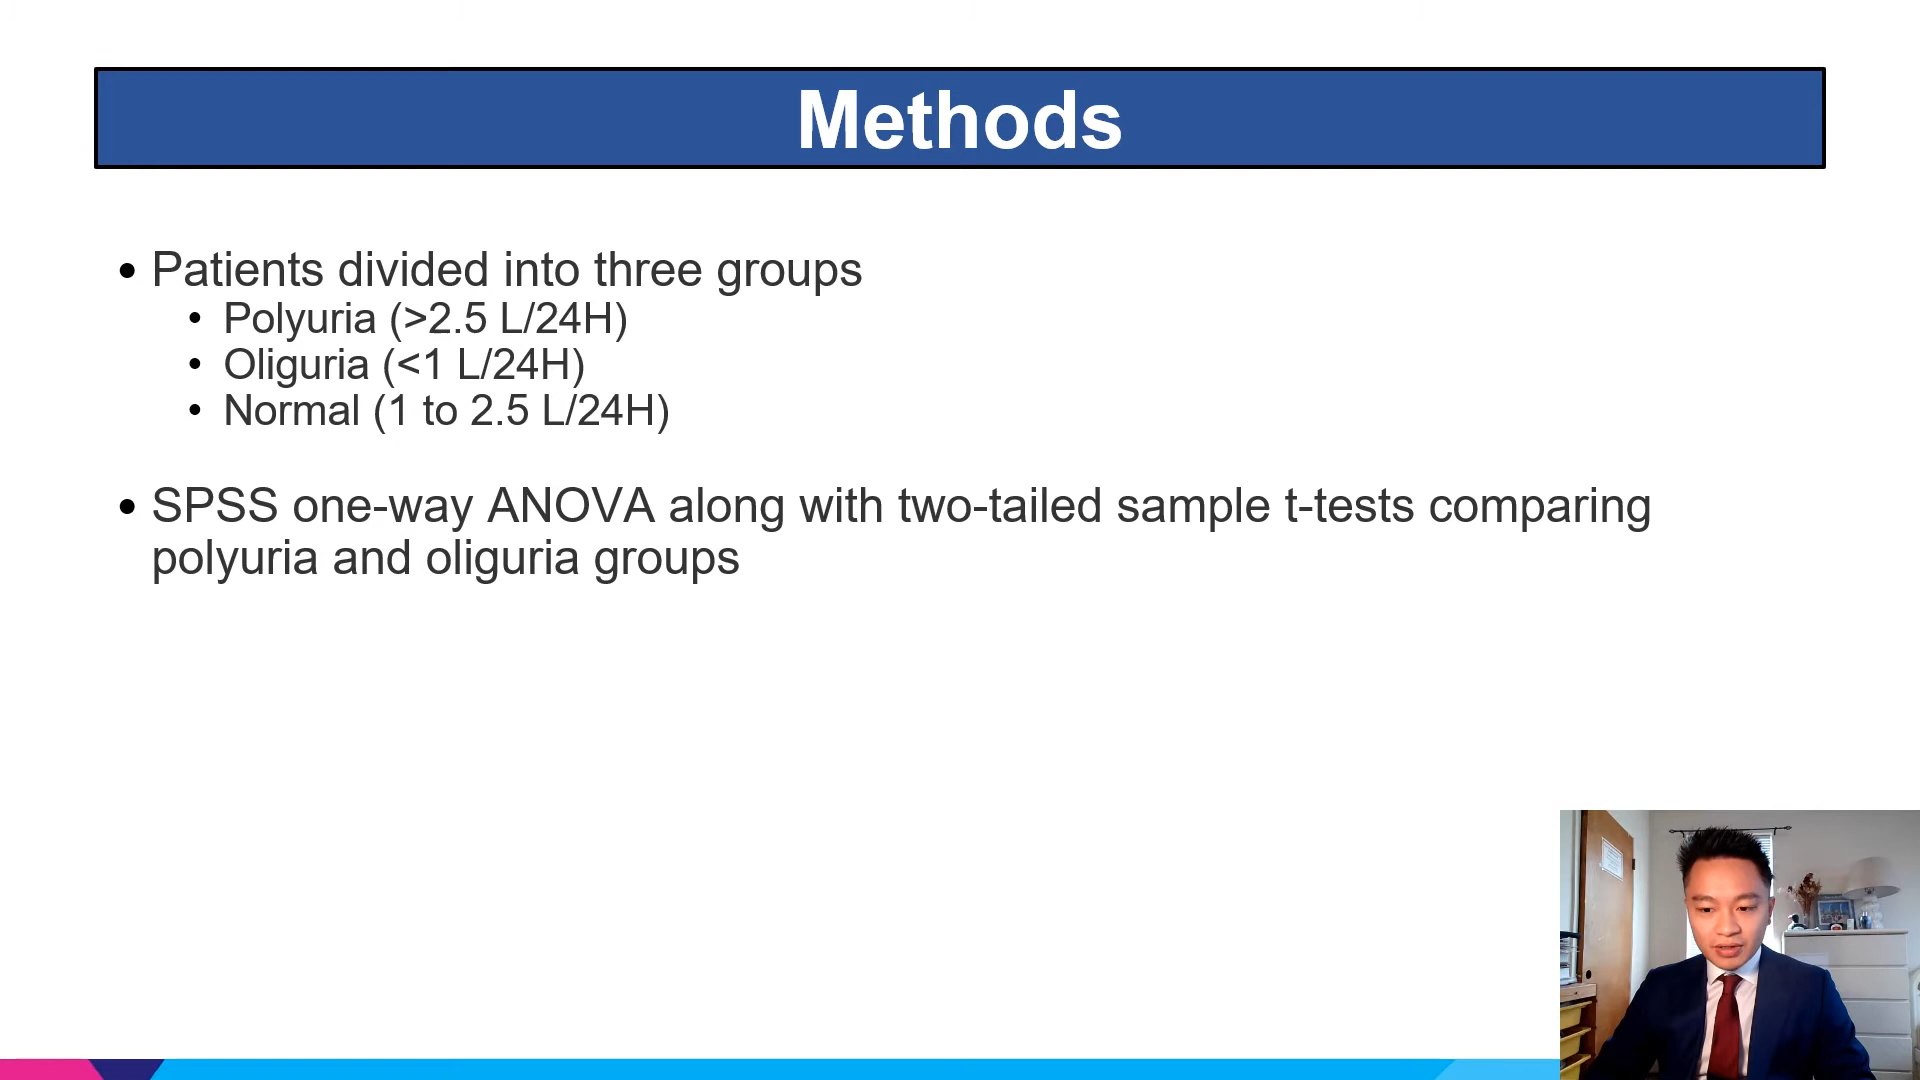 Methods
• Patients divided into three groups
• Polyuria (>2.5 L/24H)
• Oliguria (<1 L/24H)
• Normal (1 to 2.5 L/24H)
• SPSS one-way ANOVA along with two-tailed sample t-tests comparing
polyuria and oliguria groups